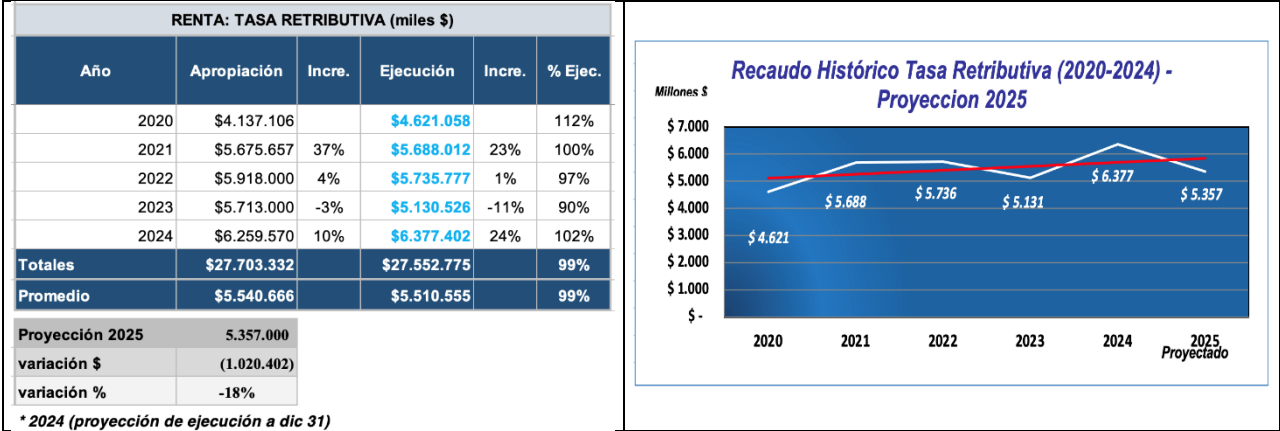 RENTA: TASA RETRIBUTIVA (miles $)
Año Apropiación Incre. Ejecución Incre. % Ejec.
2020 $4.137.106 $4.621.058 112%
2021 $5.675.657 37% $5.688.012 23% 100%
2022 $5.918.000 4% $5.735.777 1% 97%
2023 $5.713.000 -3% $5.130.526 -11% 90%
2024 $6.259.570 10% $6.377.402 24% 102%
Totales $27.703.332 $27.552.775 99%
Promedio $5.540.666 $5.510.555 99%
Proyección 2025 5.357.000
variación $ (1.020.402)
variación % -18%
* 2024 (proyección de ejecución a dic 31)
Recaudo Histórico Tasa Retributiva (2020-2024) -
Proyeccion 2025
Millones $
$ 7.000
$ 6.000
$ 5.000
$ 4.000
$ 3.000
$ 2.000
$ 1.000
$ -
$ 4.621
$ 5.688
$ 5.736
$ 5.131
$ 6.377
$ 5.357
2020 2021 2022 2023 2024 2025
Proyectado